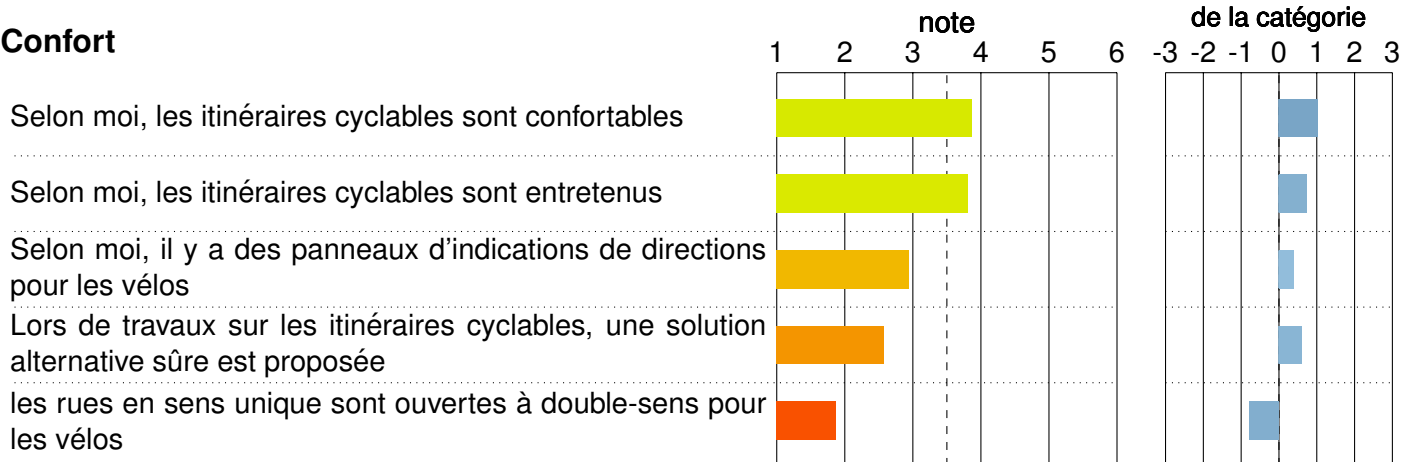 note
de la catégorie
Confort
1 2 3 4 5 6
-3 -2 -1 0 1 2 3
Selon moi, les itinéraires cyclables sont confortables
Selon moi, les itinéraires cyclables sont entretenus
Selon moi, il y a des panneaux d'indications de directions
pour les vélos
Lors de travaux sur les itinéraires cyclables, une solution
alternative sûre est proposée
les rues en sens unique sont ouvertes à double-sens pour
les vélos